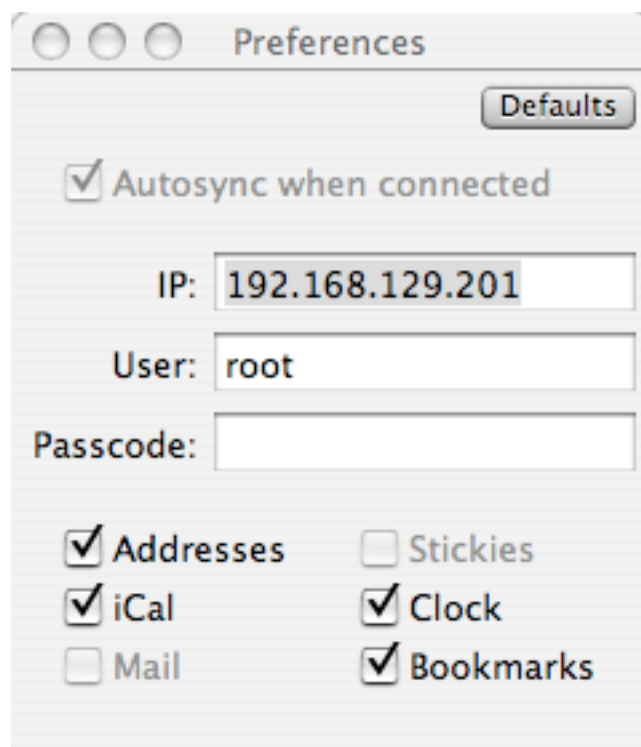 Preferences
Defaults
Autosync when connected
IP: 192.168.129.201
User: root
Passcode:
Addresses Stickies
iCal Clock
Mail Bookmarks